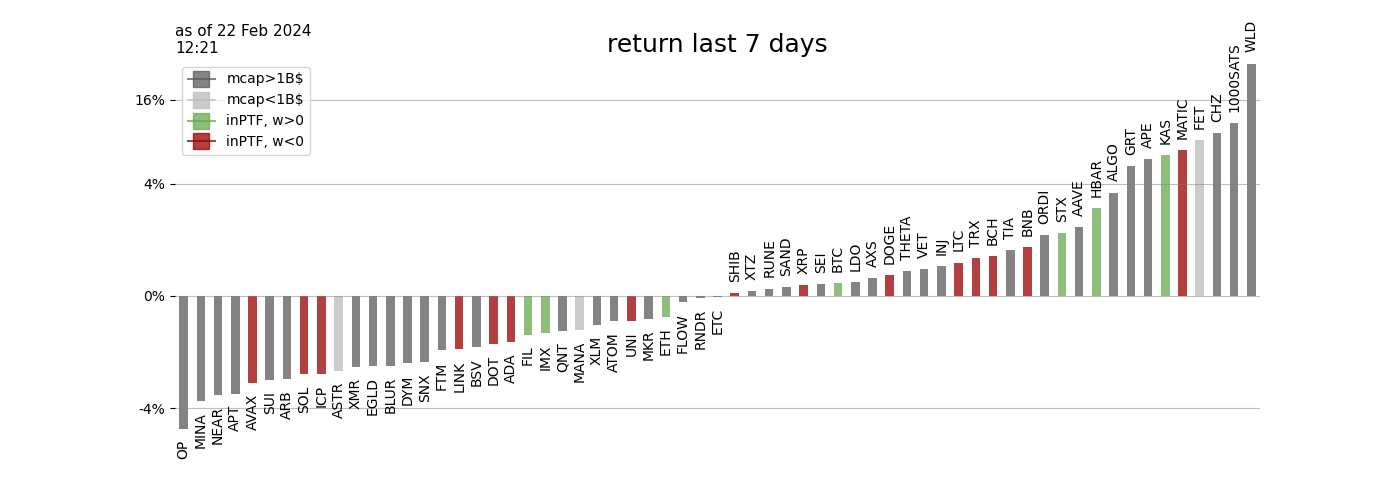 as of 22 Feb 2024
12:21
return last 7 days
mcap>1B$
mcap<1B$
inPTF, w>0
inPTF, w<0
16%
4%
0%
-4%
OP
MINA
NEAR
APT
AVAX
SUI
ARB
SOL
ICP
ASTR
XMR
EGLD
BLUR
DYM
SNX
FTM
LINK
BSV
DOT
ADA
FIL
IMX
QNT
MANA
XLM
ATOM
UNI
MKR
ETH
FLOW
RNDR
ETC
SHIB
XTZ
RUNE
SAND
XRP
SEI
BTC
LDO
AXS
DOGE
THETA
VET
INJ
LTC
TRX
BCH
TIA
BNB
ORDI
STX
AAVE
HBAR
ALGO
GRT
APE
KAS
MATIC
FET
CHZ
1000SATS
WLD